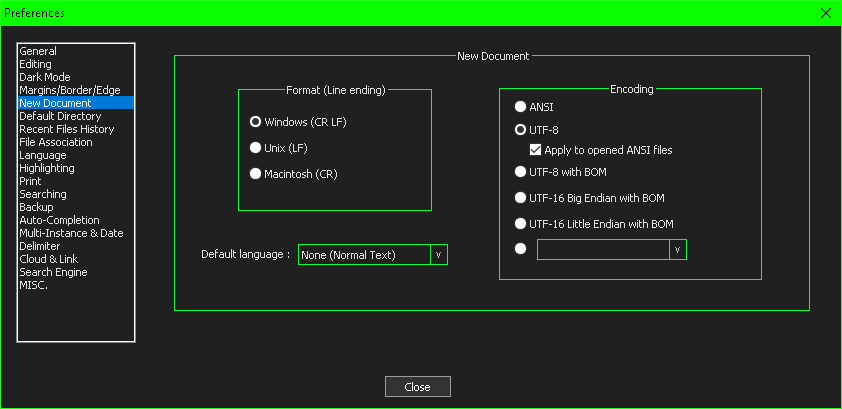 Preferences
General
Editing
Dark Mode
Margins/Border/Edge
New Document
Default Directory
Recent Files History
File Association
Language
Highlighting
Print
Searching
Backup
Auto-Completion
Multi-Instance & Date
Delimiter
Cloud & Link
Search Engine
MISC.
New Document
Format (Line ending)
Windows (CR LF)
Unix (LF)
Macintosh (CR)
Default language :
None (Normal Text)
v
Encoding
ANSI
UTF-8
Apply to opened ANSI files
UTF-8 with BOM
UTF-16 Big Endian with BOM
UTF-16 Little Endian with BOM
v
Close